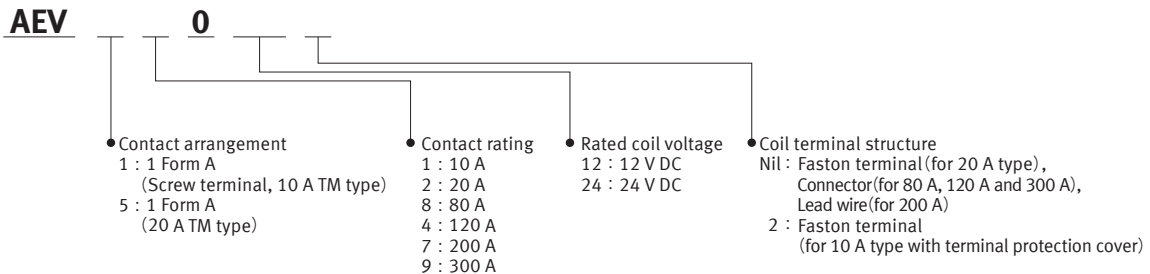 AEV 0
Contact arrangement
1 : 1 Form A
(Screw terminal, 10 A TM type)
5 : 1 Form A
(20 A TM type)
Contact rating
1 : 10 A
2 : 20 A
8 : 80 A
4 : 120 A
7 : 200 A
9 : 300 A
Rated coil voltage
12 : 12 V DC
24 : 24 V DC
Coil terminal structure
Nil : Faston terminal (for 20 A type),
Connector (for 80 A, 120 A and 300 A),
Lead wire (for 200 A)
2 : Faston terminal
(for 10 A type with terminal protection cover)